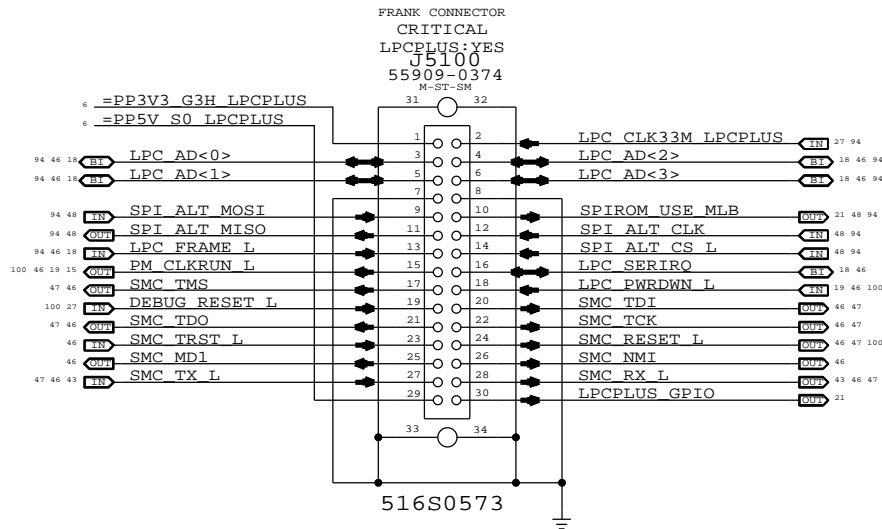 FRANK CONNECTOR
CRITICAL
LPCPLUS:YES
J5100
55909-0374
M-ST-SM
31 32
6 =PP3V3_G3H_LPCPLUS
6 =PP5V_S0_LPCPLUS
1 2 LPC_CLK33M_LPCPLUS IN 27 94
94 46 18 BI LPC_AD<0> 3 4 LPC_AD<2> BI 18 46 94
94 46 18 BI LPC_AD<1> 5 6 LPC_AD<3> BI 18 46 94
7 8
94 48 IN SPI_ALT_MOSI 9 10 SPIROM_USE_MLB OUT 21 48 94
94 48 OUT SPI_ALT_MISO 11 12 SPI_ALT_CLK IN 48 94
94 46 18 IN LPC_FRAME_L 13 14 SPI_ALT_CS_L IN 48 94
100 46 19 15 OUT PM_CLKRUN_L 15 16 LPC_SERIRQ BI 18 46
47 46 OUT SMC_TMS 17 18 LPC_PWRDWN_L IN 19 46 100
100 27 IN DEBUG_RESET_L 19 20 SMC_TDI OUT 46 47
47 46 OUT SMC_TDO 21 22 SMC_TCK OUT 46 47
46 IN SMC_TRST_L 23 24 SMC_RESET_L OUT 46 47 100
46 OUT SMC_MD1 25 26 SMC_NMI OUT 46
47 46 43 IN SMC_TX_L 27 28 SMC_RX_L OUT 43 46 47
29 30 LPCPLUS_GPIO OUT 21
33 34
516S0573